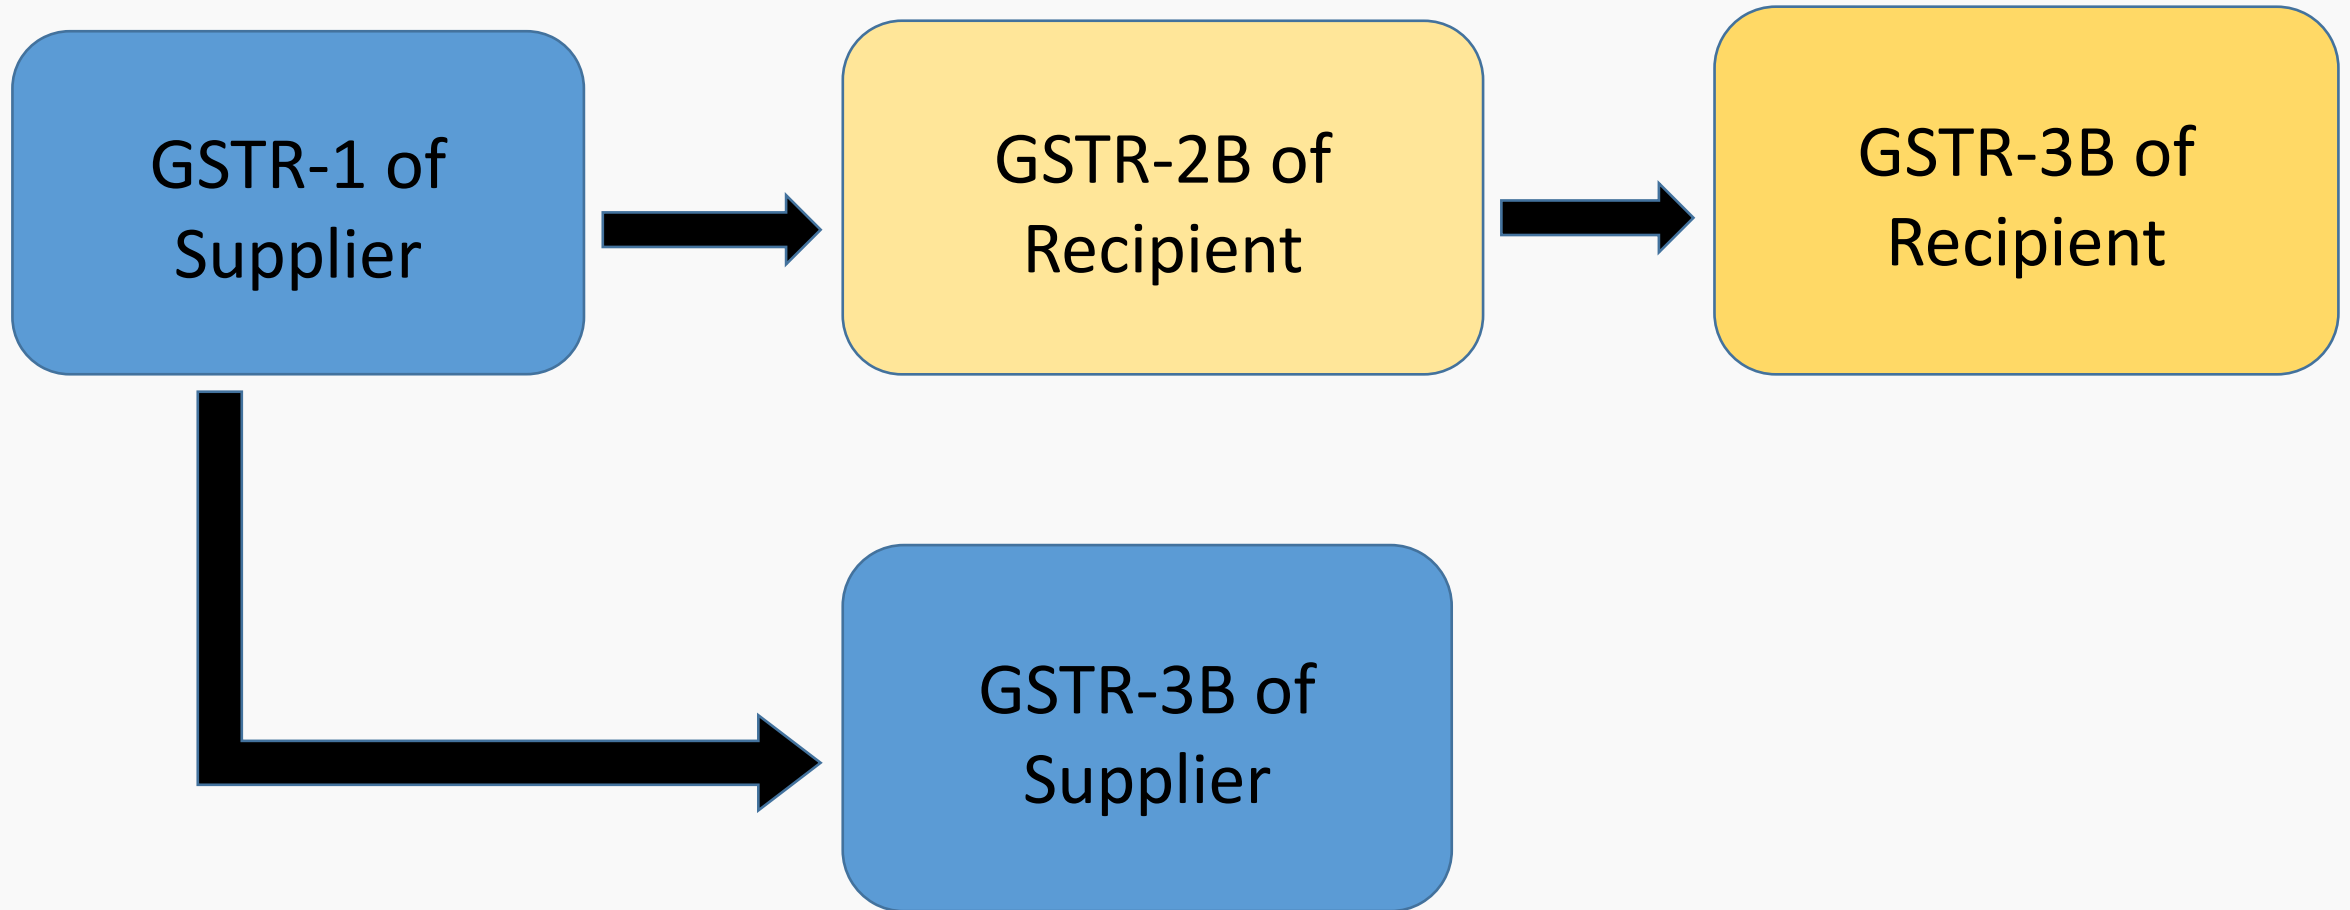 GSTR-1 of
Supplier
GSTR-2B of
Recipient
GSTR-3B of
Recipient
GSTR-3B of
Supplier